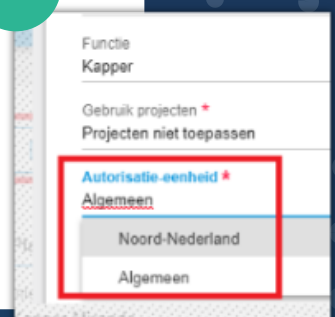 Functie
Kapper
Gebruik projecten *
Projecten niet toepassen
Autorisatie-eenheid *
Algemeen
Noord-Nederland
Algemeen